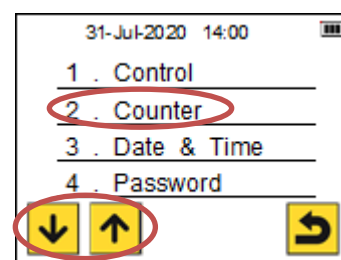 31-Jul-2020 14:00
1 . Control
2 . Counter
3 . Date & Time
4 . Password